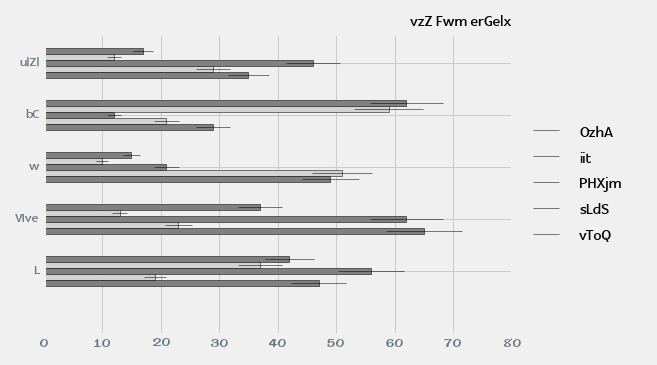 vzZ Fwm erGelx
ulZl
bC
w
Vlve
L
0 10 20 30 40 50 60 70 80
OzhA
iit
PHXjm
sLdS
vToQ